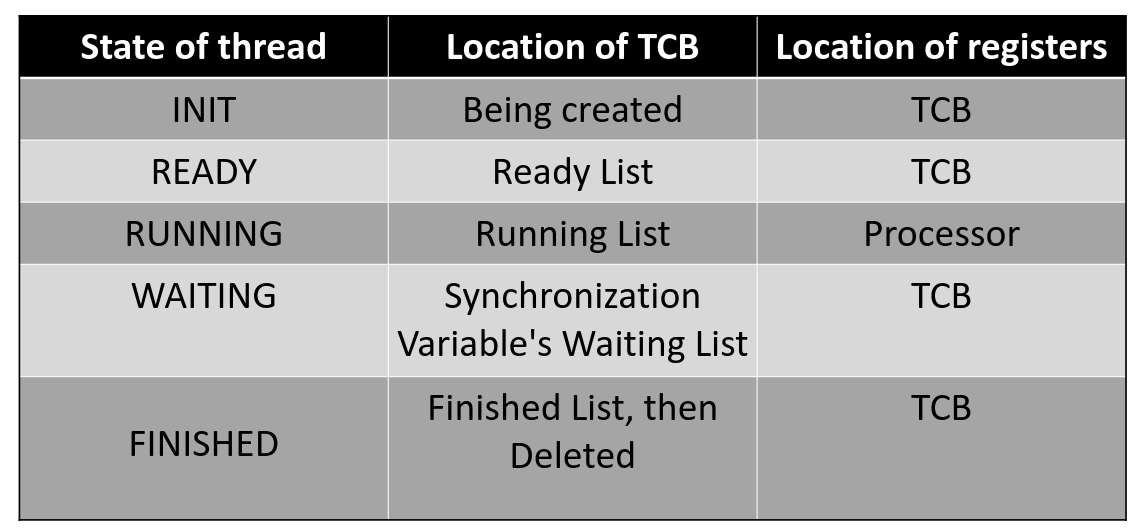 State of thread Location of TCB Location of registers
INIT Being created TCB
READY Ready List TCB
RUNNING Running List Processor
WAITING Synchronization TCB
Variable's Waiting List
Finished List, then TCB
FINISHED
Deleted